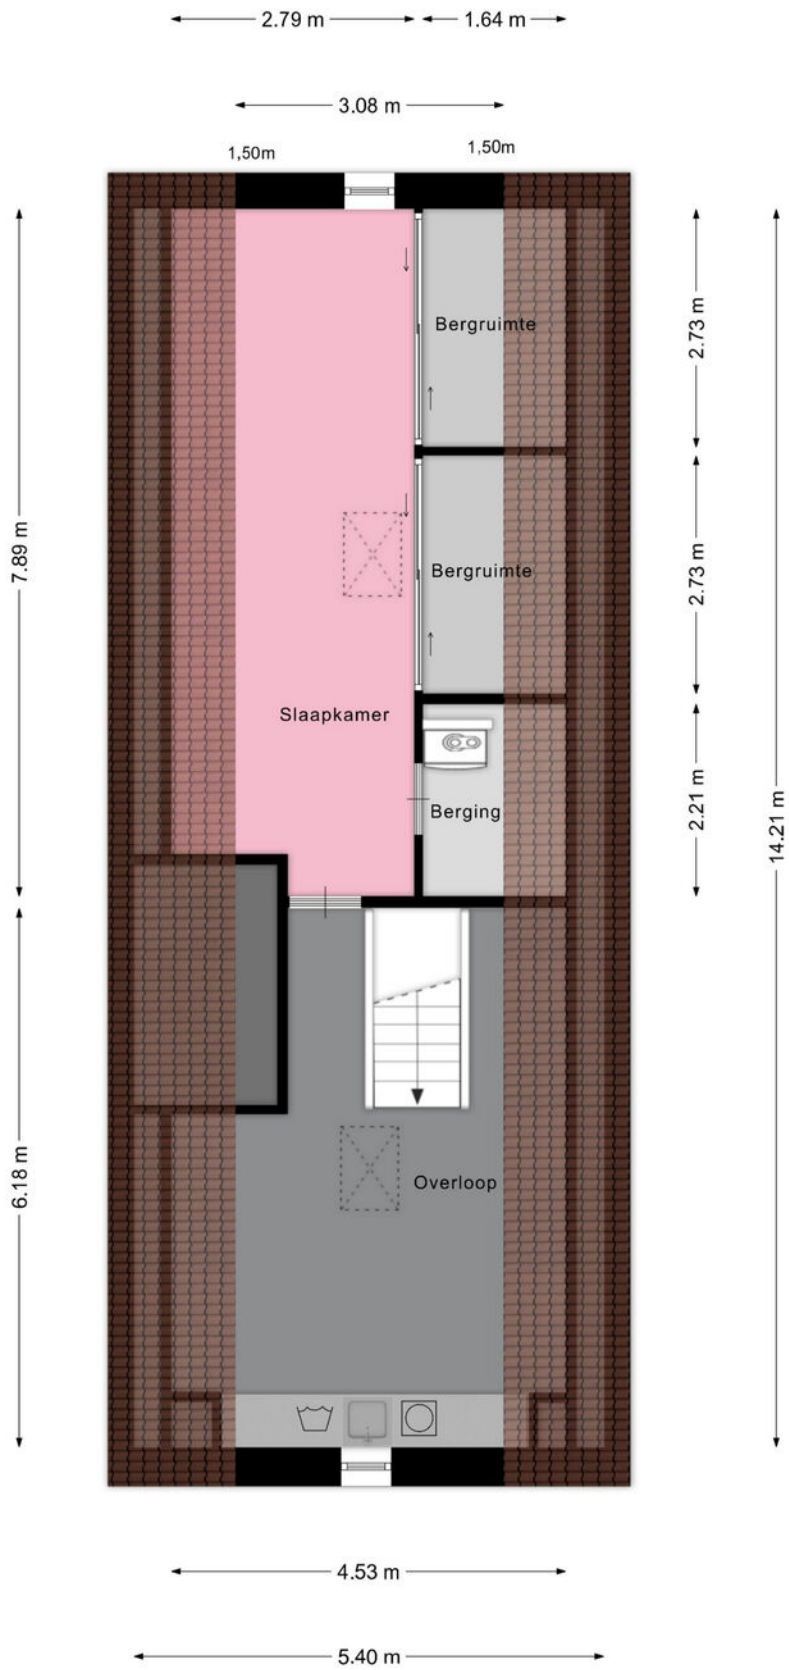 2.79 m
1.64 m
3.08 m
1,50m
1,50m
Bergruimte
2.73 m
7.89 m
Bergruimte
2.73 m
Slaapkamer
Berging
2.21 m
14.21 m
6.18 m
Overloop
4.53 m
5.40 m